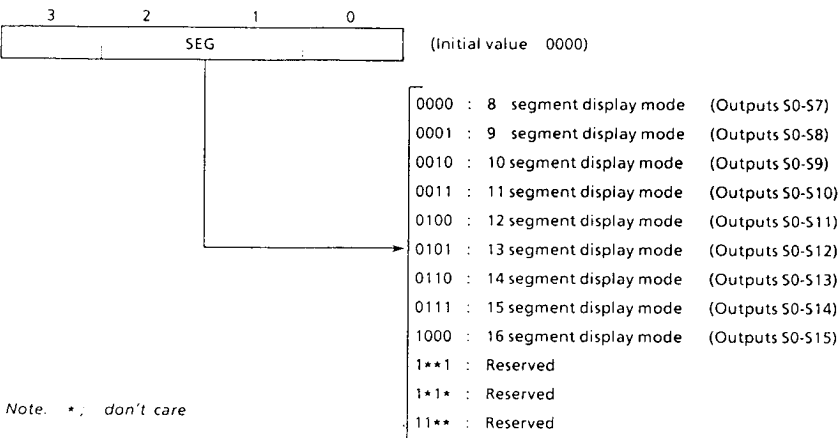 3 2 1 0
SEG (Initial value 0000)
0000 : 8 segment display mode (Outputs S0-S7)
0001 : 9 segment display mode (Outputs S0-S8)
0010 : 10 segment display mode (Outputs S0-S9)
0011 : 11 segment display mode (Outputs S0-S10)
0100 : 12 segment display mode (Outputs S0-S11)
0101 : 13 segment display mode (Outputs S0-S12)
0110 : 14 segment display mode (Outputs S0-S13)
0111 : 15 segment display mode (Outputs S0-S14)
1000 : 16 segment display mode (Outputs S0-S15)
1**1 : Reserved
1*1* : Reserved
11** : Reserved
Note. *; don't care